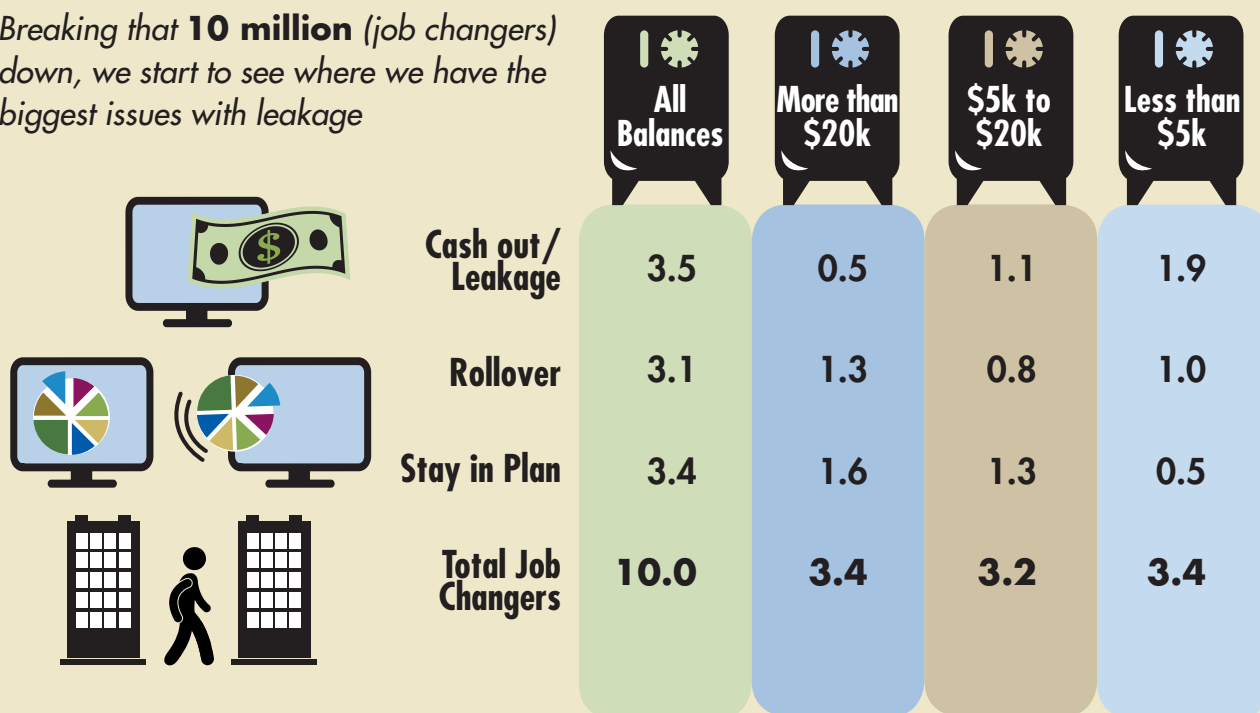 Breaking that 10 million (job changers)
down, we start to see where we have the
biggest issues with leakage
All
Balances
More than
$20k
$5k to
$20k
Less than
$5k
$
Cash out/
Leakage
3.5 0.5 1.1 1.9
Rollover 3.1 1.3 0.8 1.0
Stay in Plan 3.4 1.6 1.3 0.5
Total Job
Changers
10.0 3.4 3.2 3.4